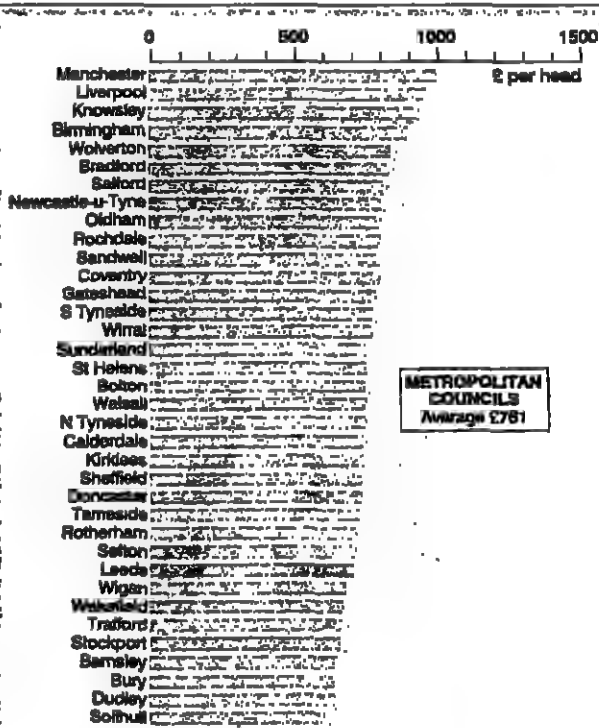 0 500 1000 1500
£ per head
Manchester
Liverpool
Knowsley
Birmingham
Wolverton
Bradford
Salford
Newcastle-u-Tyne
Oldham
Rochdale
Sandwell
Coventry
Gateshead
S Tyneside
Wirral
Sunderland
St Helens
Bolton
Walsall
N Tyneside
Calderdale
Kirklees
Sheffield
Doncaster
Tameside
Rotherham
Sefton
Leeds
Wigan
Wakefield
Trafford
Stockport
Barnsley
Bury
Dudley
Solihull
METROPOLITAN
COUNCILS
Average £761